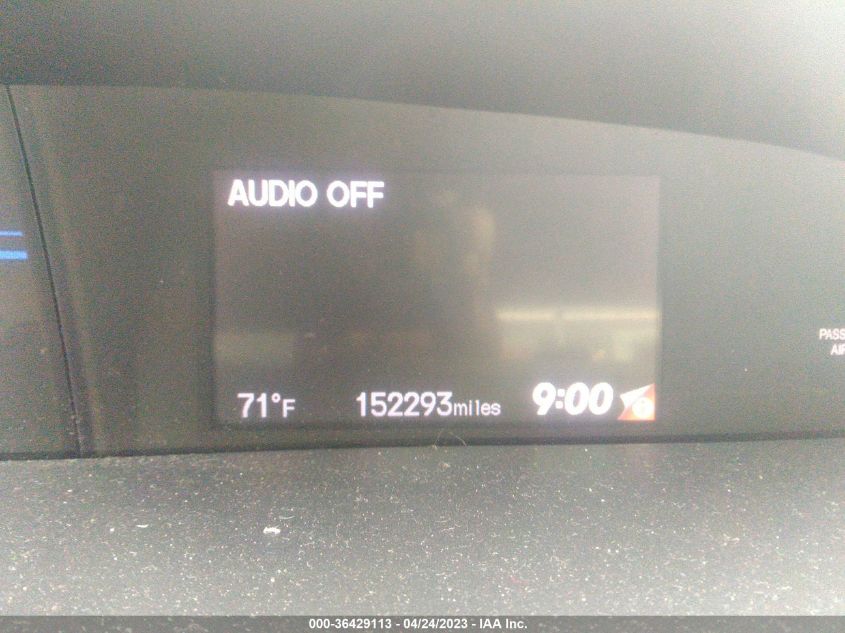 AUDIO OFF
71°F 152293miles 9:00
PASS
AIR
000-36429113 - 04/24/2023 - IAA Inc.